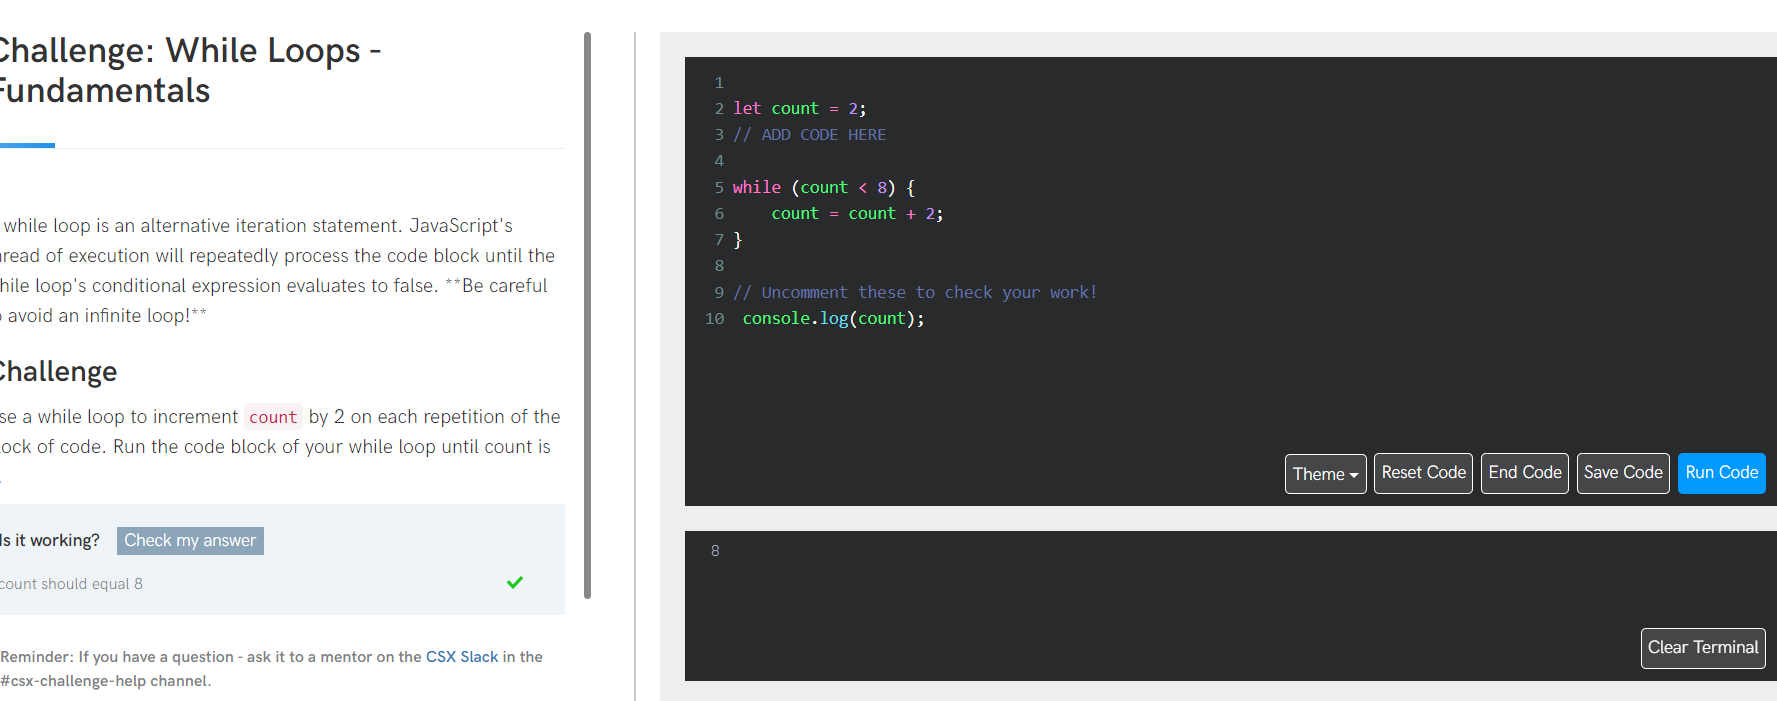 Challenge: While Loops -
Fundamentals
while loop is an alternative iteration statement. JavaScript's
thread of execution will repeatedly process the code block until the
while loop's conditional expression evaluates to false. **Be careful
to avoid an infinite loop!**
Challenge
Use a while loop to increment count by 2 on each repetition of the
block of code. Run the code block of your while loop until count is
Is it working? Check my answer
count should equal 8
Reminder: If you have a question - ask it to a mentor on the CSX Slack in the
#csx-challenge-help channel.
1
2 let count = 2;
3 // ADD CODE HERE
4
5 while (count < 8) {
6 count = count + 2;
7 }
8
9 // Uncomment these to check your work!
10 console.log(count);
Theme Reset Code End Code Save Code Run Code
8
Clear Terminal